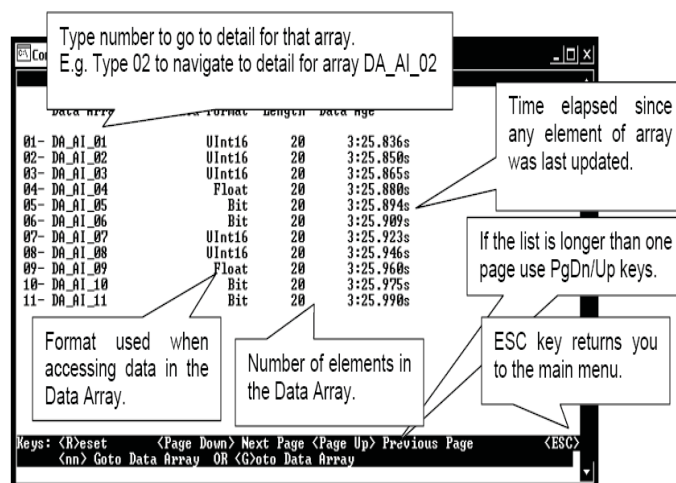 Type number to go to detail for that array.
E.g. Type 02 to navigate to detail for array DA_AI_02
Data Format Length Data Age
01- DA_AI_01 UInt16 20 3:25.836s
02- DA_AI_02 UInt16 20 3:25.850s
03- DA_AI_03 UInt16 20 3:25.865s
04- DA_AI_04 Float 20 3:25.880s
05- DA_AI_05 Bit 20 3:25.894s
06- DA_AI_06 Bit 20 3:25.909s
07- DA_AI_07 UInt16 20 3:25.923s
08- DA_AI_08 UInt16 20 3:25.946s
09- DA_AI_09 Float 20 3:25.960s
10- DA_AI_10 Bit 20 3:25.975s
11- DA_AI_11 Bit 20 3:25.990s
Time elapsed since
any element of array
was last updated.
If the list is longer than one
page use PgDn/Up keys.
Format used when
accessing data in the
Data Array.
Number of elements in
the Data Array.
ESC key returns you
to the main menu.
Keys: <R>eset <Page Down> Next Page <Page Up> Previous Page <ESC>
<nn> Goto Data Array OR <G>oto Data Array